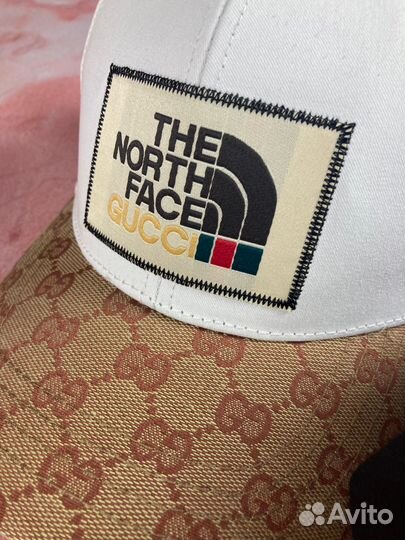 THE
NORTH
FACE
GUCCI
Avito